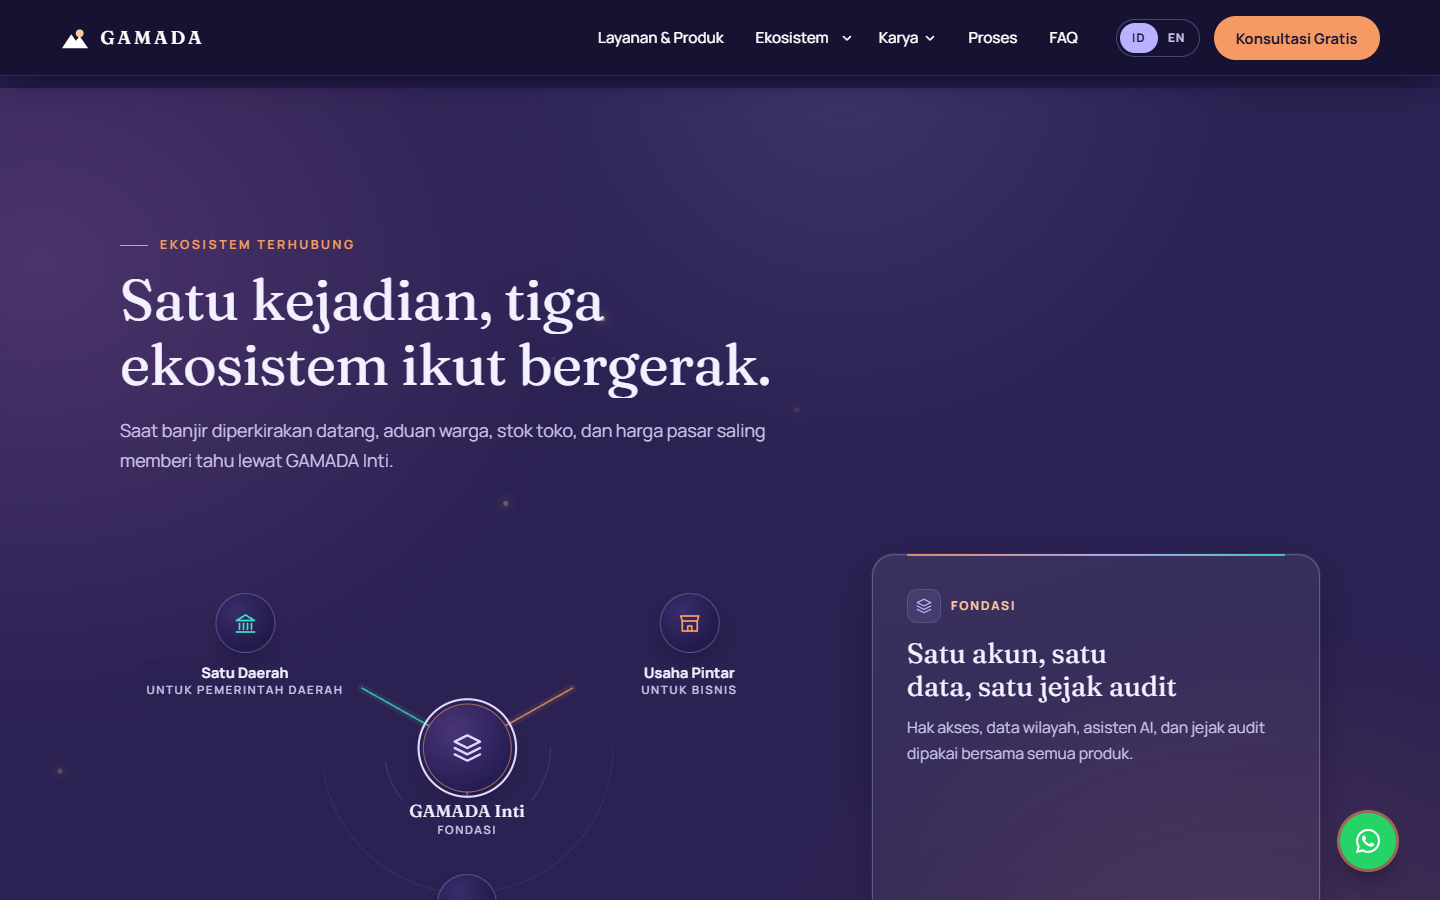 GAMADA
Layanan & Produk
Ekosistem
Karya
Proses
FAQ
ID
EN
Konsultasi Gratis
EKOSISTEM TERHUBUNG
Satu kejadian, tiga
ekosistem ikut bergerak.
Saat banjir diperkirakan datang, aduan warga, stok toko, dan harga pasar saling
memberi tahu lewat GAMADA Inti.
Satu Daerah
UNTUK PEMERINTAH DAERAH
Usaha Pintar
UNTUK BISNIS
GAMADA Inti
FONDASI
FONDASI
Satu akun, satu
data, satu jejak audit
Hak akses, data wilayah, asisten AI, dan jejak audit
dipakai bersama semua produk.